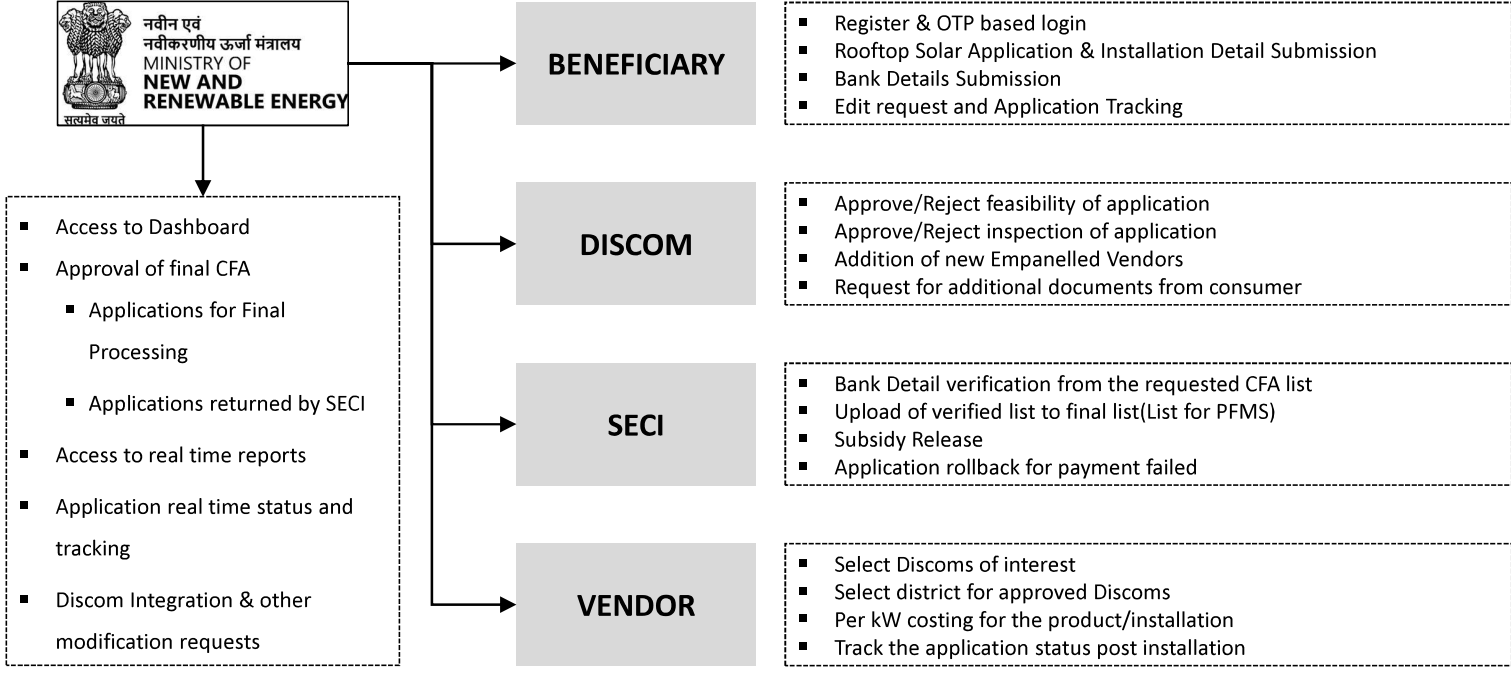 नवीन एवं
नवीकरणीय ऊर्जा मंत्रालय
MINISTRY OF
NEW AND
RENEWABLE ENERGY
सत्यमेव जयते
▪ Access to Dashboard
▪ Approval of final CFA
▪ Applications for Final
Processing
▪ Applications returned by SECI
▪ Access to real time reports
▪ Application real time status and
tracking
▪ Discom Integration & other
modification requests
BENEFICIARY
▪ Register & OTP based login
▪ Rooftop Solar Application & Installation Detail Submission
▪ Bank Details Submission
▪ Edit request and Application Tracking
DISCOM
▪ Approve/Reject feasibility of application
▪ Approve/Reject inspection of application
▪ Addition of new Empanelled Vendors
▪ Request for additional documents from consumer
SECI
▪ Bank Detail verification from the requested CFA list
▪ Upload of verified list to final list(List for PFMS)
▪ Subsidy Release
▪ Application rollback for payment failed
VENDOR
▪ Select Discoms of interest
▪ Select district for approved Discoms
▪ Per kW costing for the product/installation
▪ Track the application status post installation